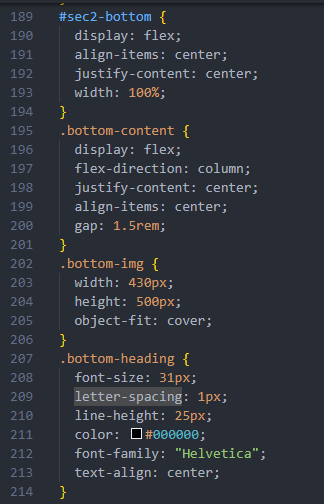 189 #sec2-bottom {
190 display: flex;
191 align-items: center;
192 justify-content: center;
193 width: 100%;
194 }
195 .bottom-content {
196 display: flex;
197 flex-direction: column;
198 justify-content: center;
199 align-items: center;
200 gap: 1.5rem;
201 }
202 .bottom-img {
203 width: 430px;
204 height: 500px;
205 object-fit: cover;
206 }
207 .bottom-heading {
208 font-size: 31px;
209 letter-spacing: 1px;
210 line-height: 25px;
211 color: #000000;
212 font-family: "Helvetica";
213 text-align: center;
214 }